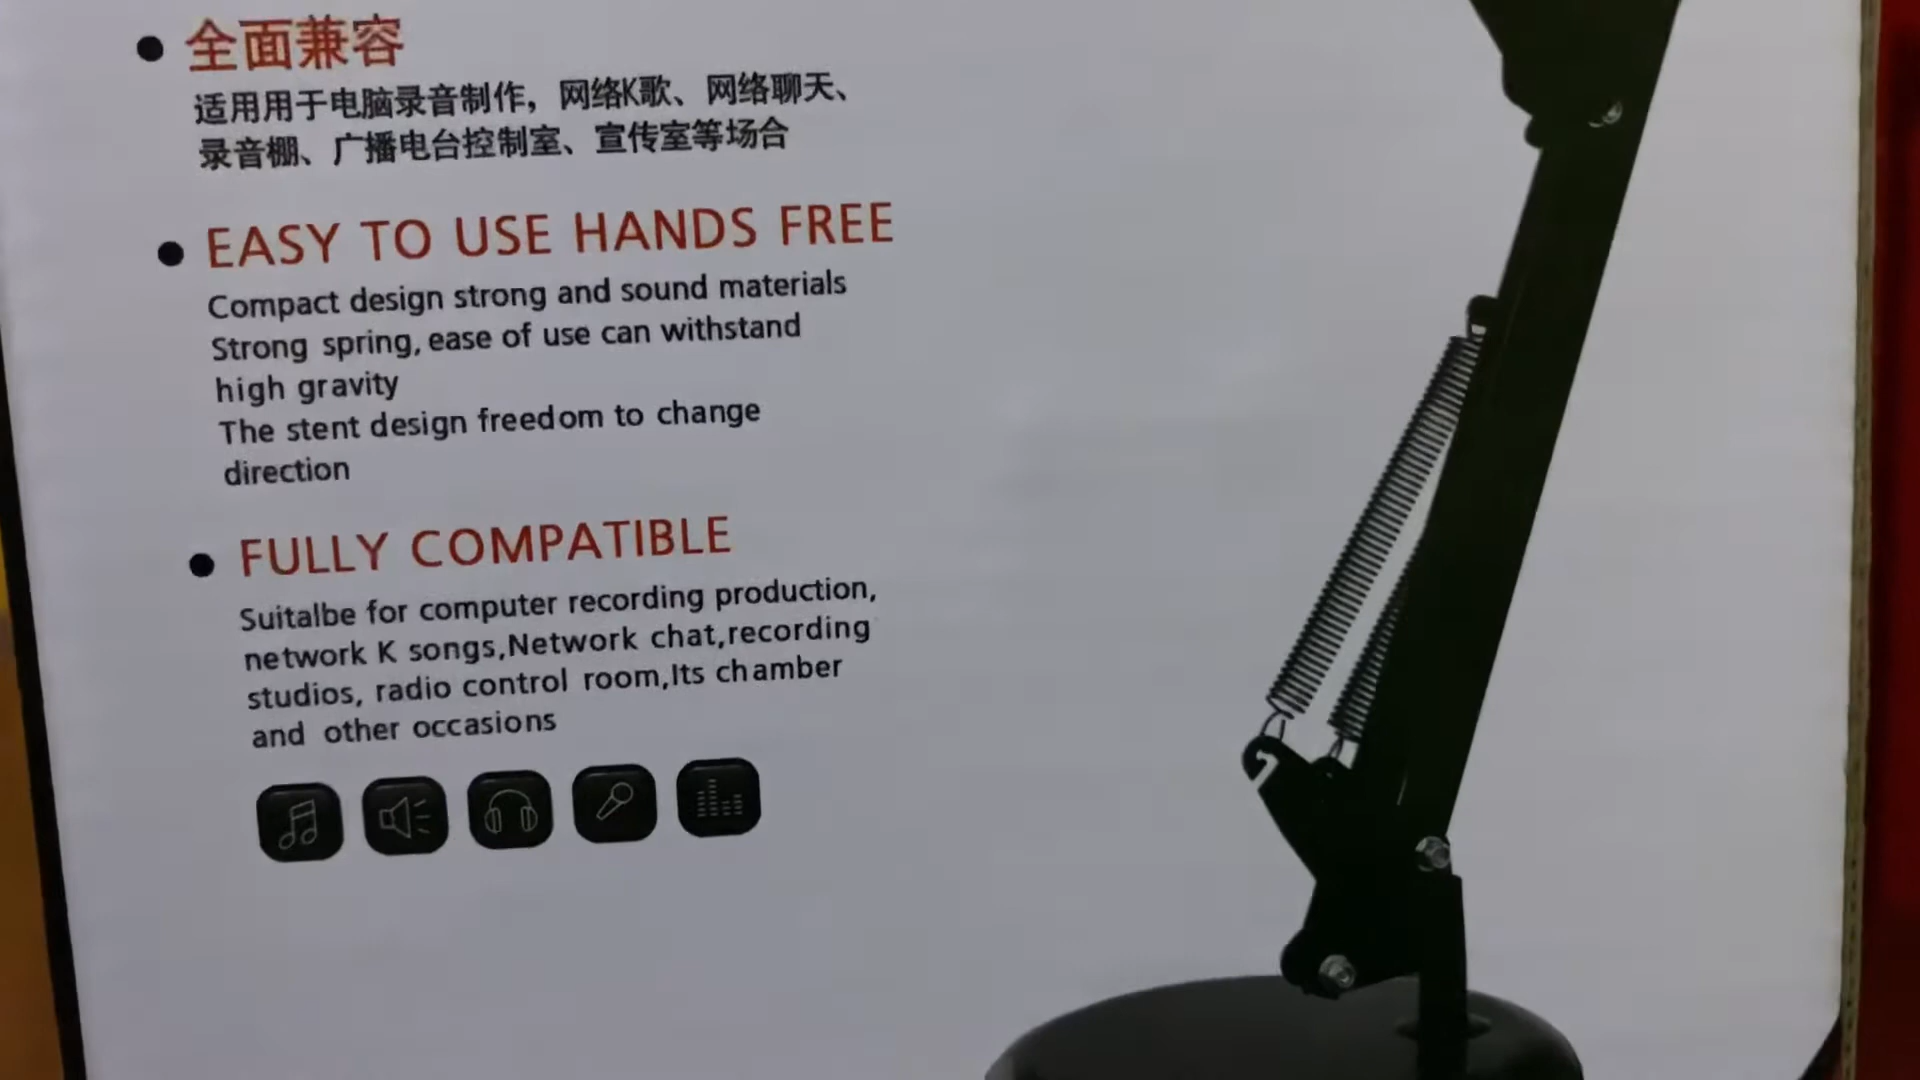 全面兼容
适用用于电脑录音制作，网络K歌、网络聊天、
录音棚、广播电台控制室、宣传室等场合
EASY TO USE HANDS FREE
Compact design strong and sound materials
Strong spring, ease of use can withstand
high gravity
The stent design freedom to change
direction
FULLY COMPATIBLE
Suitalbe for computer recording production,
network K songs,Network chat,recording
studios, radio control room,Its chamber
and other occasions